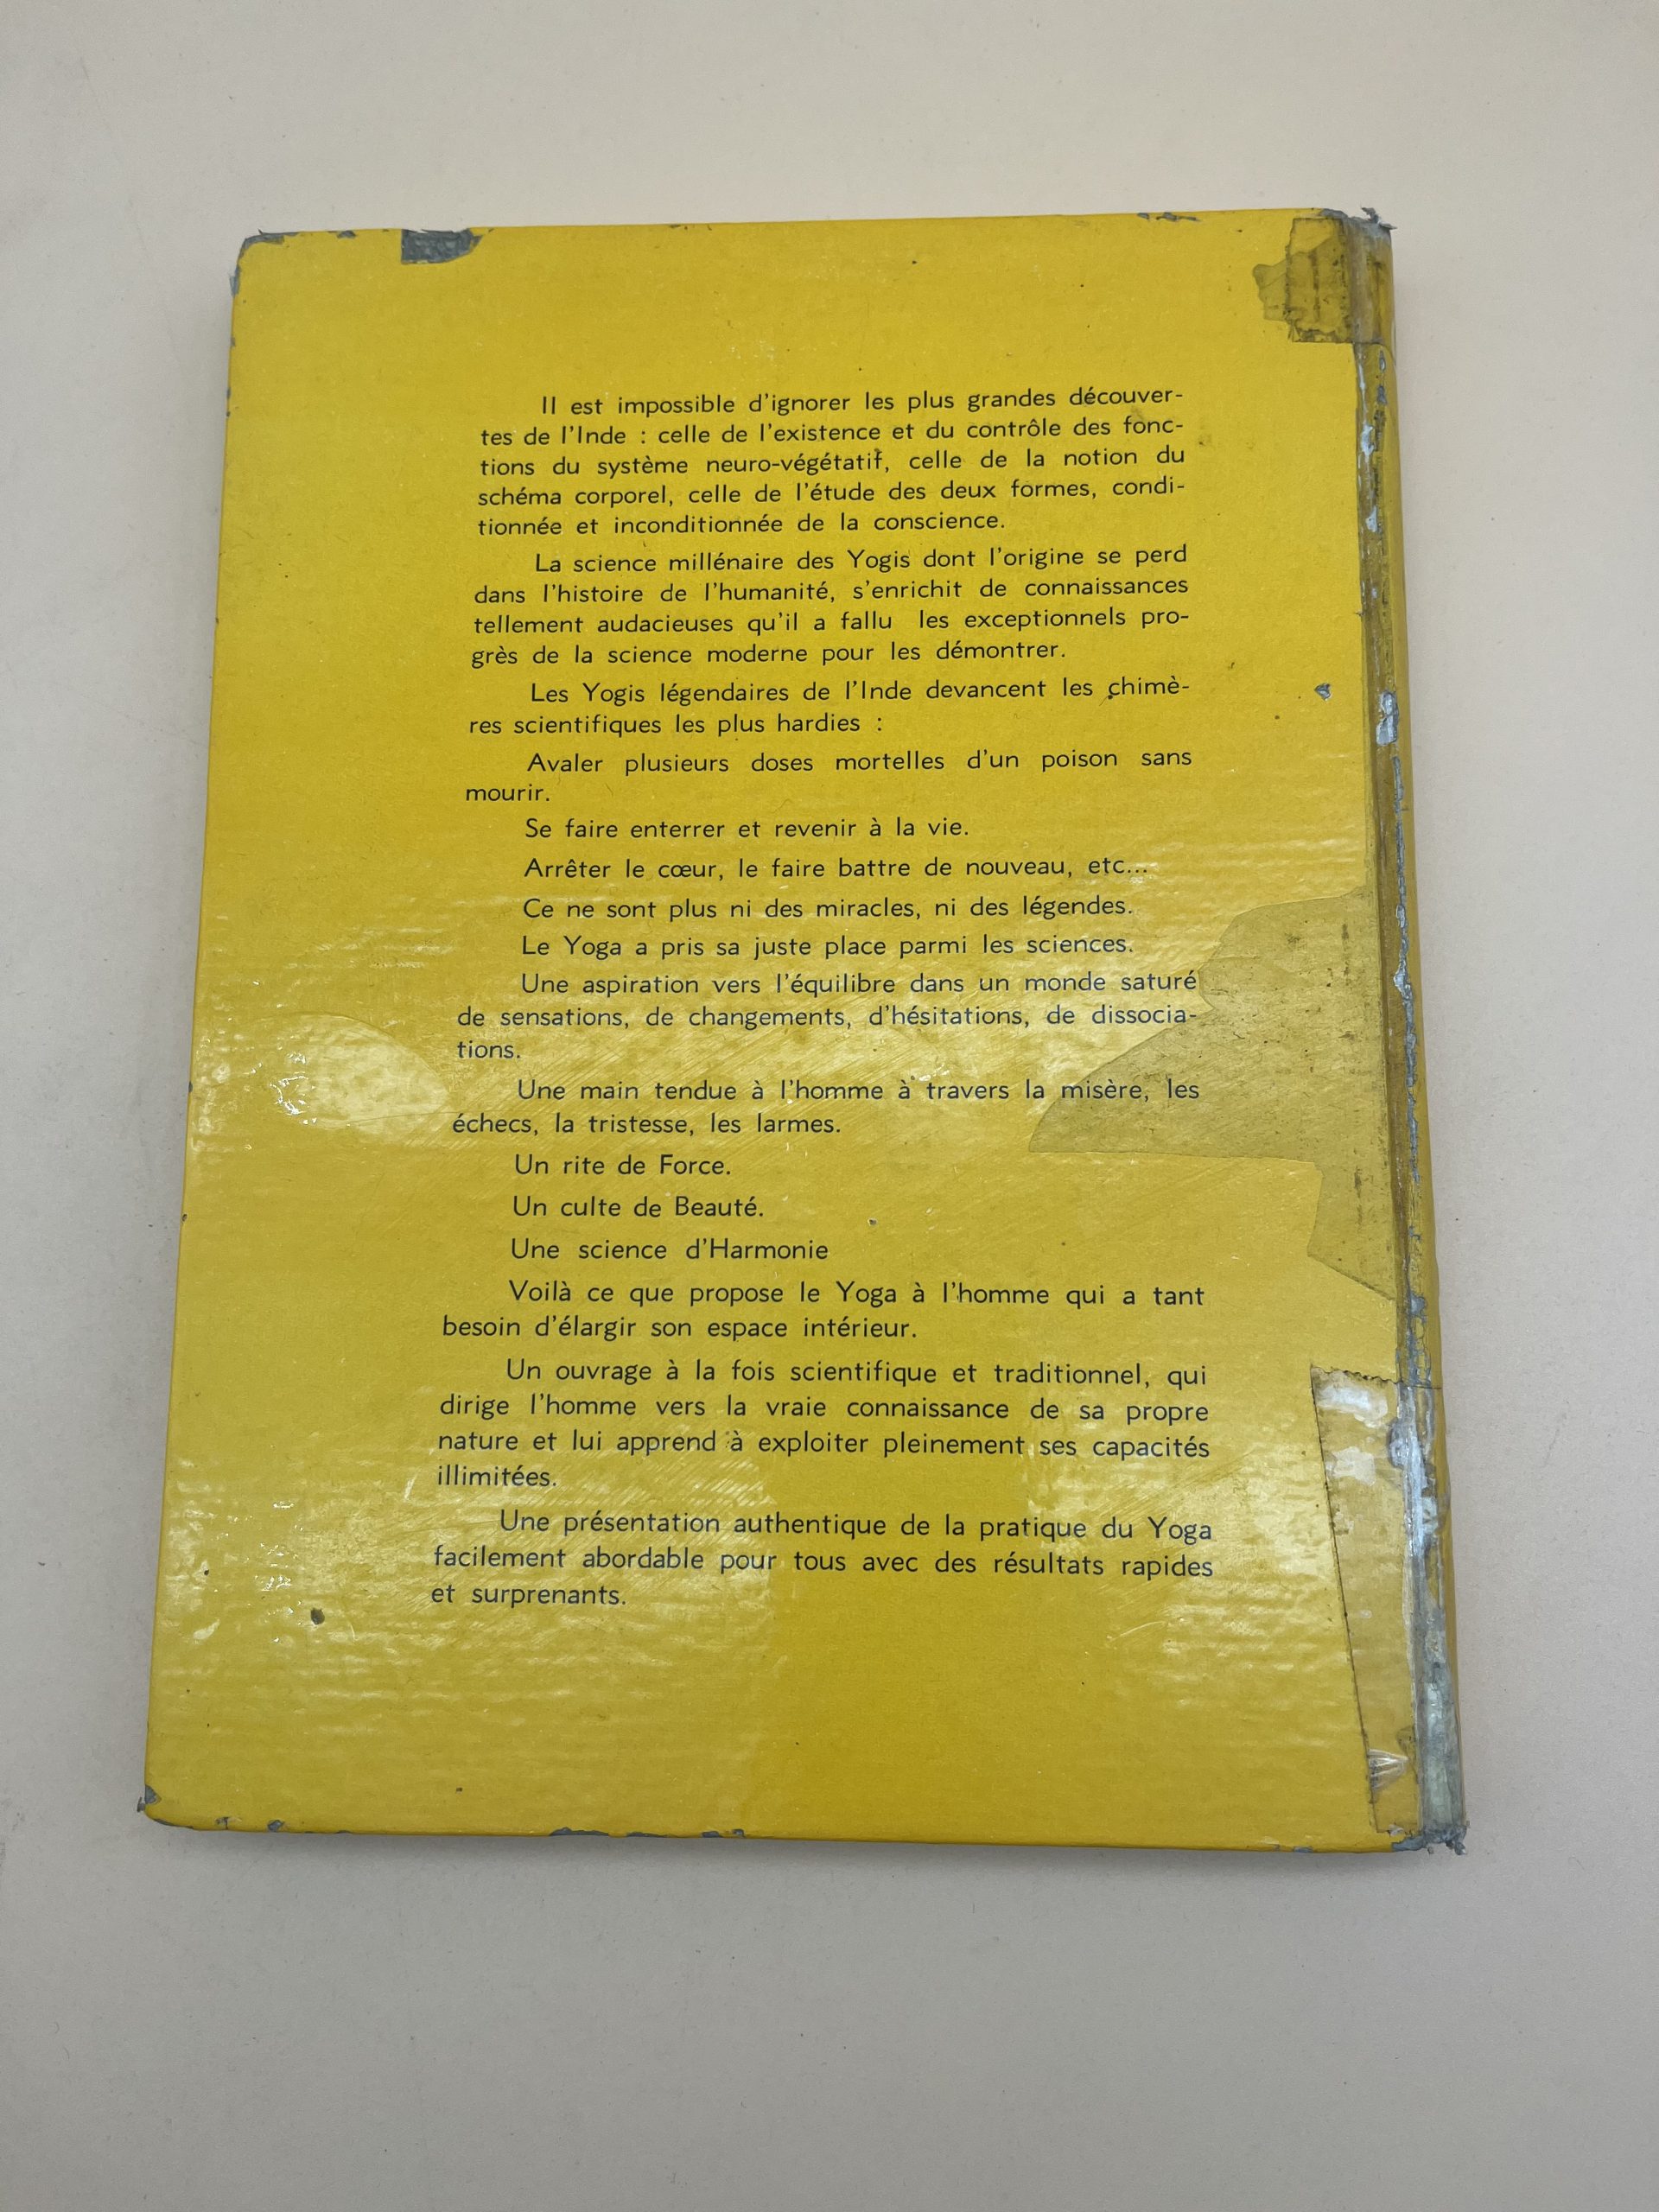 Il est impossible d'ignorer les plus grandes découver-
tes de l'Inde : celle de l'existence et du contrôle des fonc-
tions du système neuro-végétatif, celle de la notion du
schéma corporel, celle de l'étude des deux formes, condi-
tionnée et inconditionnée de la conscience.
La science millénaire des Yogis dont l'origine se perd
dans l'histoire de l'humanité, s'enrichit de connaissances
tellement audacieuses qu'il a fallu les exceptionnels pro-
grès de la science moderne pour les démontrer.
Les Yogis légendaires de l'Inde devancent les chimè-
res scientifiques les plus hardies :
Avaler plusieurs doses mortelles d'un poison sans
mourir.
Se faire enterrer et revenir à la vie.
Arrêter le cœur, le faire battre de nouveau, etc...
Ce ne sont plus ni des miracles, ni des légendes.
Le Yoga a pris sa juste place parmi les sciences.
Une aspiration vers l'équilibre dans un monde saturé
de sensations, de changements, d'hésitations, de dissocia-
tions.
Une main tendue à l'homme à travers la misère, les
échecs, la tristesse, les larmes.
Un rite de Force.
Un culte de Beauté.
Une science d'Harmonie
Voilà ce que propose le Yoga à l'homme qui a tant
besoin d'élargir son espace intérieur.
Un ouvrage à la fois scientifique et traditionnel, qui
dirige l'homme vers la vraie connaissance de sa propre
nature et lui apprend à exploiter pleinement ses capacités
illimitées.
Une présentation authentique de la pratique du Yoga
facilement abordable pour tous avec des résultats rapides
et surprenants.